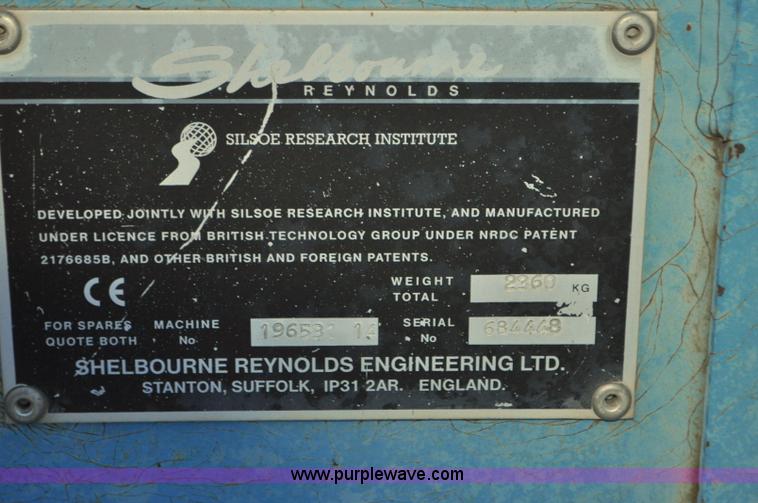 Shelbourne
REYNOLDS
SILSOE RESEARCH INSTITUTE
DEVELOPED JOINTLY WITH SILSOE RESEARCH INSTITUTE, AND MANUFACTURED
UNDER LICENCE FROM BRITISH TECHNOLOGY GROUP UNDER NRDC PATENT
2176685B, AND OTHER BRITISH AND FOREIGN PATENTS.
CE
WEIGHT TOTAL 2360 KG
FOR SPARES QUOTE BOTH
MACHINE No
SERIAL No 684448
SHELBOURNE REYNOLDS ENGINEERING LTD.
STANTON, SUFFOLK, IP31 2AR. ENGLAND.
www.purplewave.com